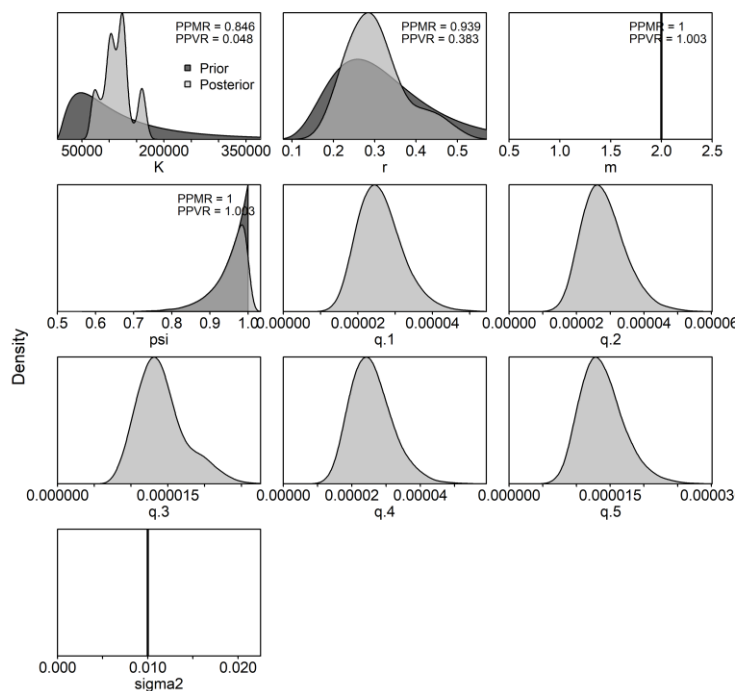 PPMR = 0.846
PPVR = 0.048
Prior
Posterior
50000 200000 350000
K
PPMR = 0.939
PPVR = 0.383
0.1 0.2 0.3 0.4 0.5
r
PPMR = 1
PPVR = 1.003
0.5 1.0 1.5 2.0 2.5
m
PPMR = 1
PPVR = 1.003
0.5 0.6 0.7 0.8 0.9 1.0
psi
0.00000 0.00002 0.00004
q.1
0.00000 0.00002 0.00004 0.00006
q.2
Density
0.000000 0.000015
q.3
0.00000 0.00002 0.00004
q.4
0.000000 0.000015 0.00003
q.5
0.000 0.010 0.020
sigma2